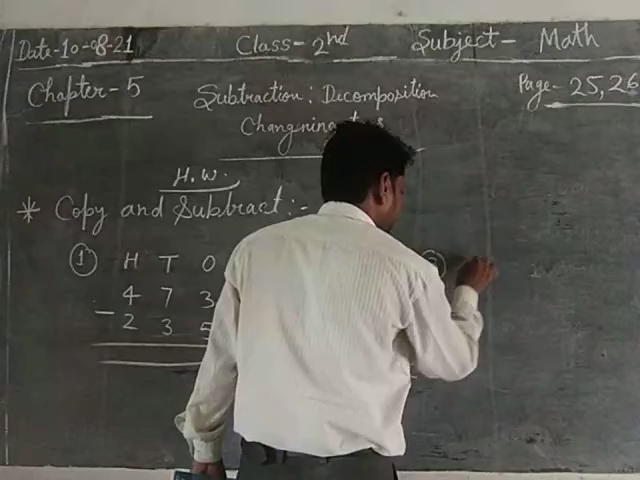 Date-10-08-21 Class-2nd Subject- Math
Chapter-5 Subtraction: Decomposition Page-25,26
H.W.
* Copy and Subtract:-
1 H T O
4 7 3
- 2 3 5